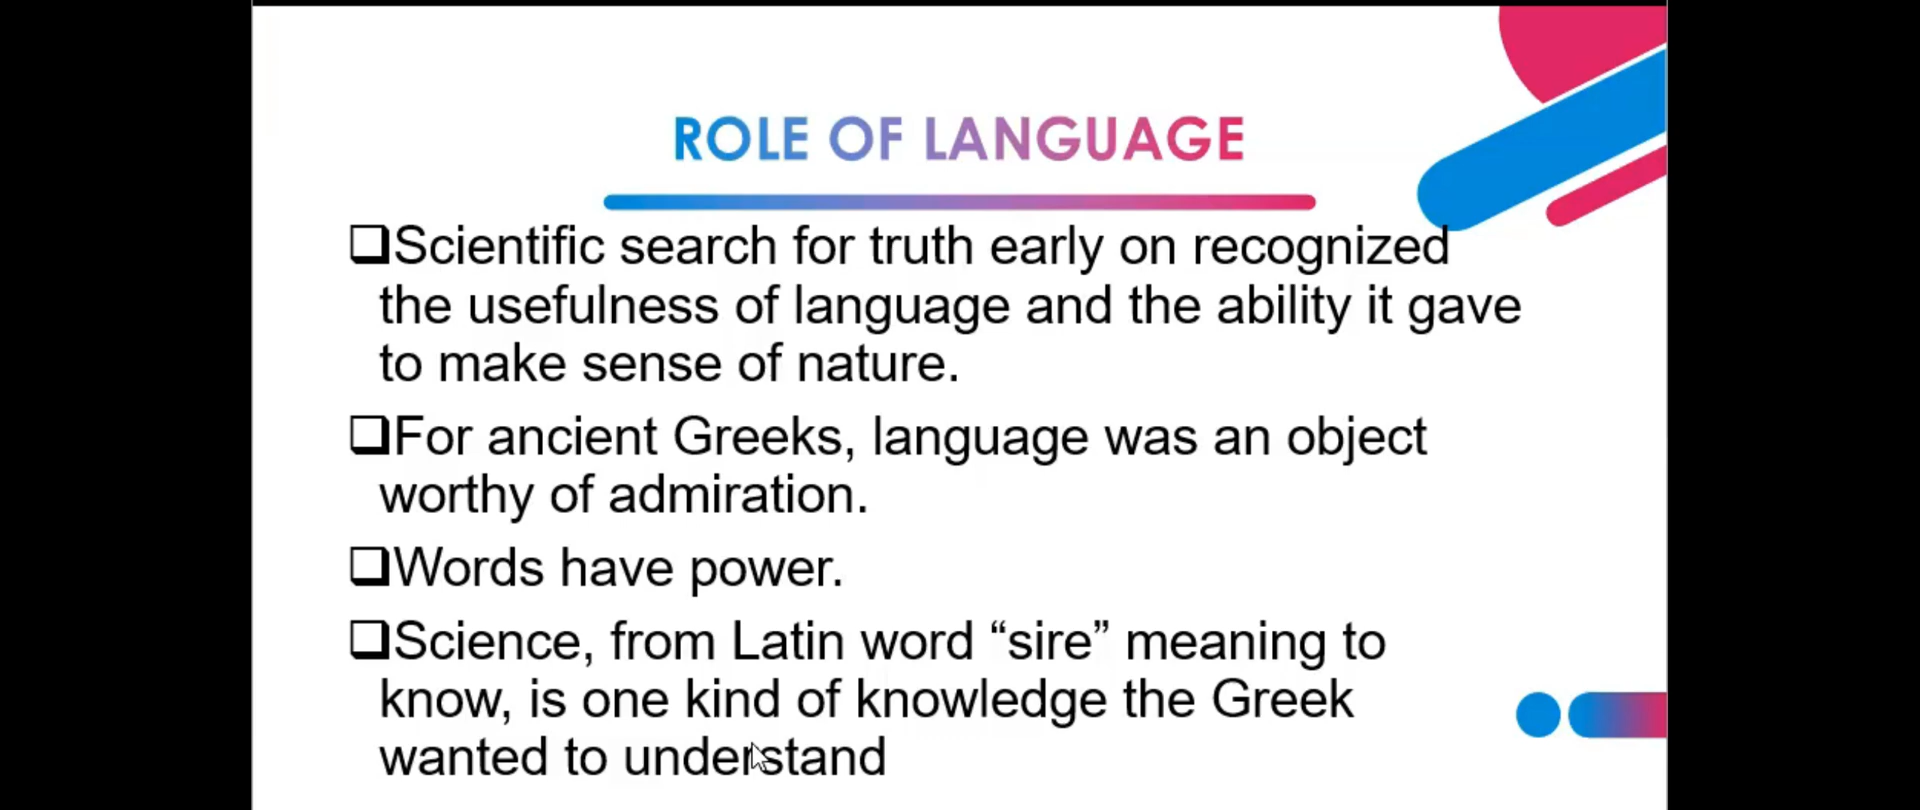 ROLE OF LANGUAGE
Scientific search for truth early on recognized
the usefulness of language and the ability it gave
to make sense of nature.
For ancient Greeks, language was an object
worthy of admiration.
Words have power.
Science, from Latin word “sire” meaning to
know, is one kind of knowledge the Greek
wanted to understand